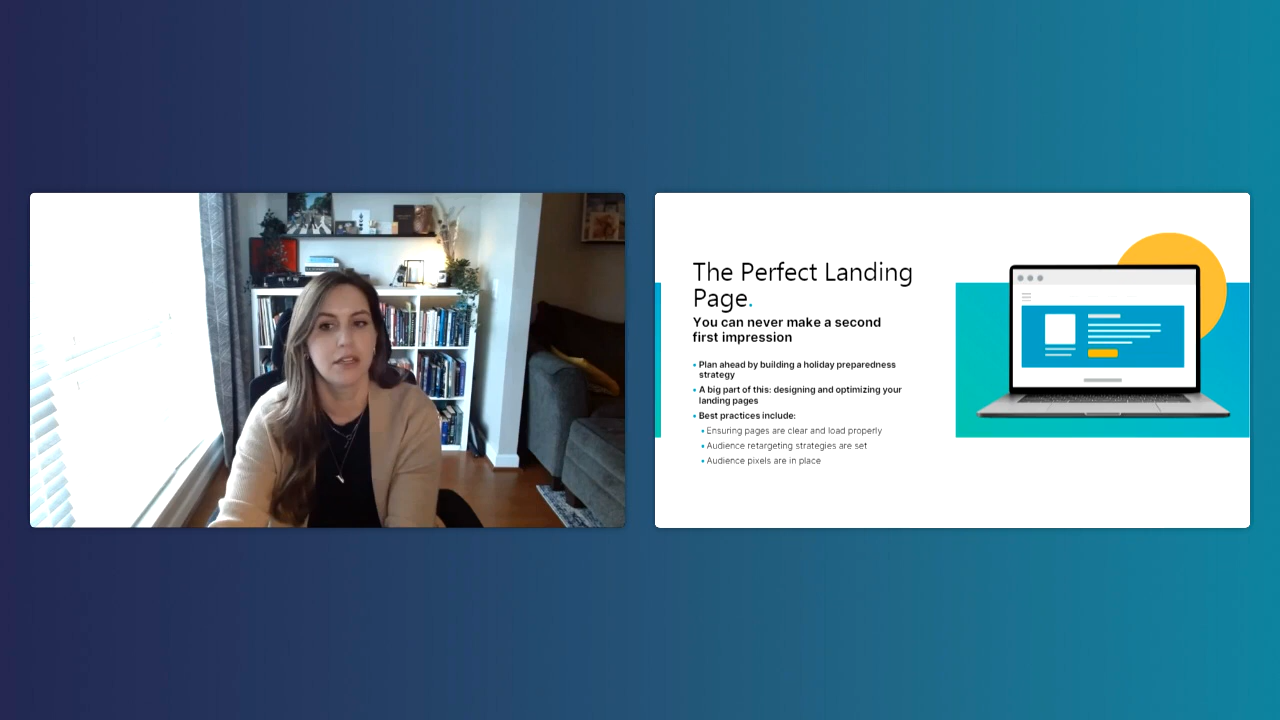 The Perfect Landing
Page.
You can never make a second
first impression
• Plan ahead by building a holiday preparedness
strategy
• A big part of this: designing and optimizing your
landing pages
• Best practices include:
• Ensuring pages are clear and load properly
• Audience retargeting strategies are set
• Audience pixels are in place